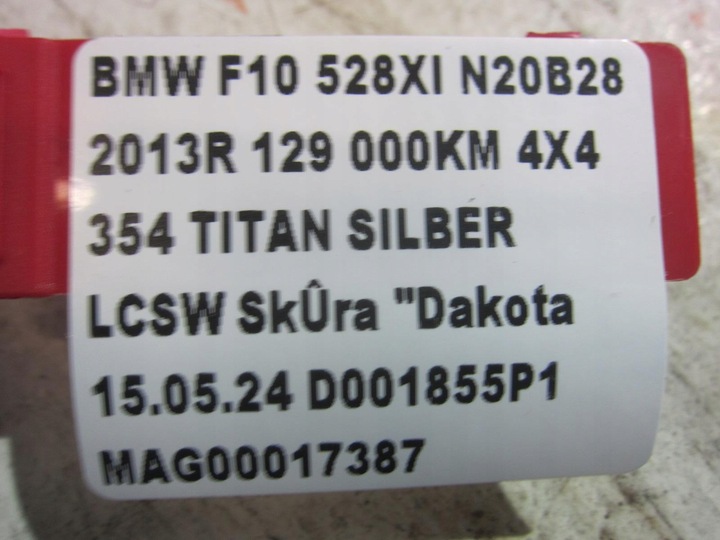 BMW F10 528XI N20B28
2013R 129 000KM 4X4
354 TITAN SILBER
LCSW SkÛra "Dakota
15.05.24 D001855P1
MAG00017387